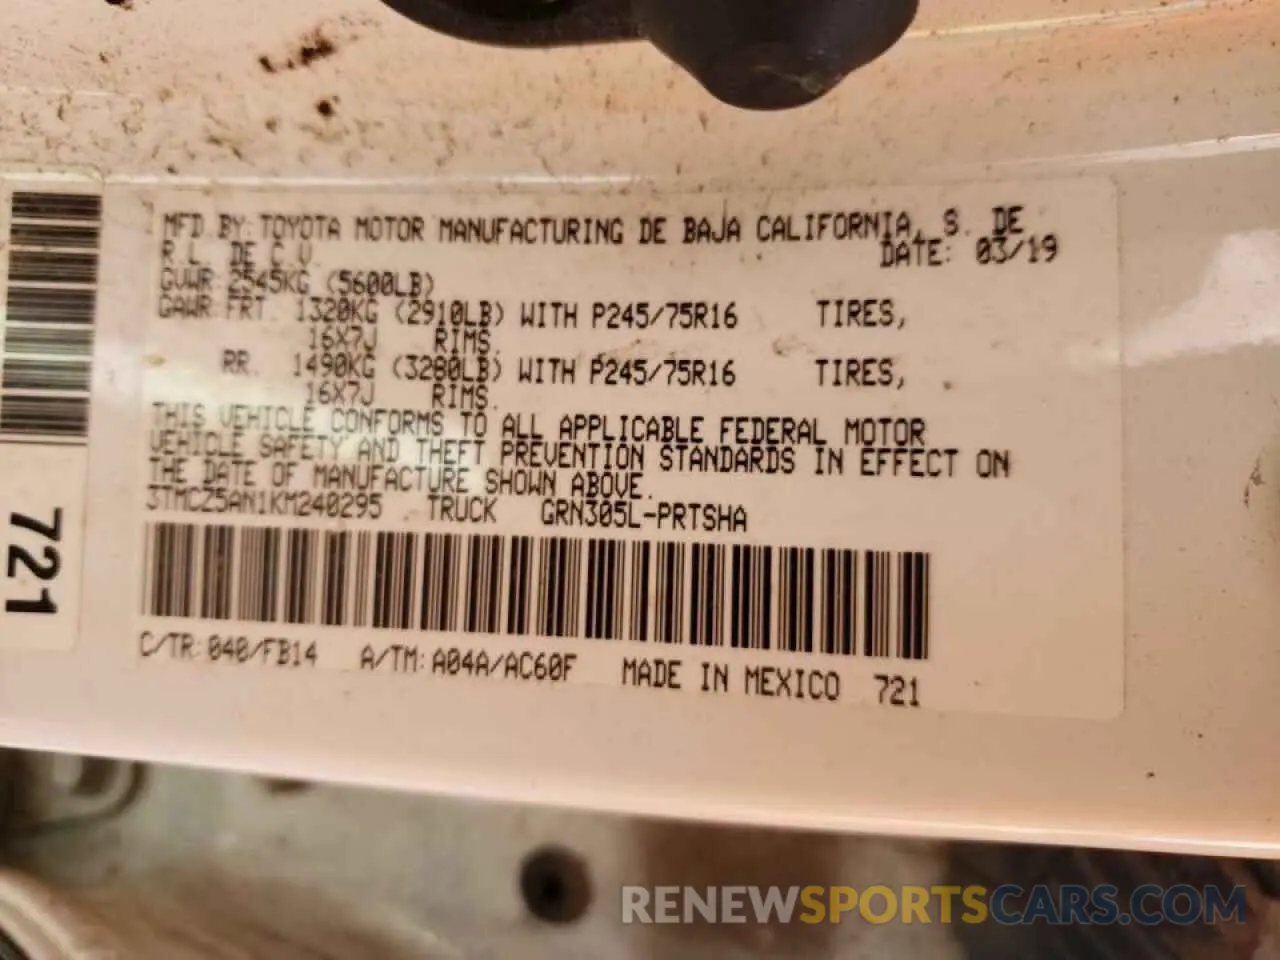 MFD BY: TOYOTA MOTOR MANUFACTURING DE BAJA CALIFORNIA, S. DE
R.L. DE C.V. DATE: 03/19
GVWR 2545KG (5600LB)
GAWR FRT. 1320KG (2910LB) WITH P245/75R16 TIRES,
16X7J RIMS.
RR. 1490KG (3280LB) WITH P245/75R16 TIRES,
16X7J RIMS.
THIS VEHICLE CONFORMS TO ALL APPLICABLE FEDERAL MOTOR
VEHICLE SAFETY AND THEFT PREVENTION STANDARDS IN EFFECT ON
THE DATE OF MANUFACTURE SHOWN ABOVE.
3TMCZ5AN1KM240295 TRUCK GRN305L-PRTSHA
C/TR: 040/FB14 A/TM: A04A/AC60F MADE IN MEXICO 721
721
RENEWSPORTSCARS.COM